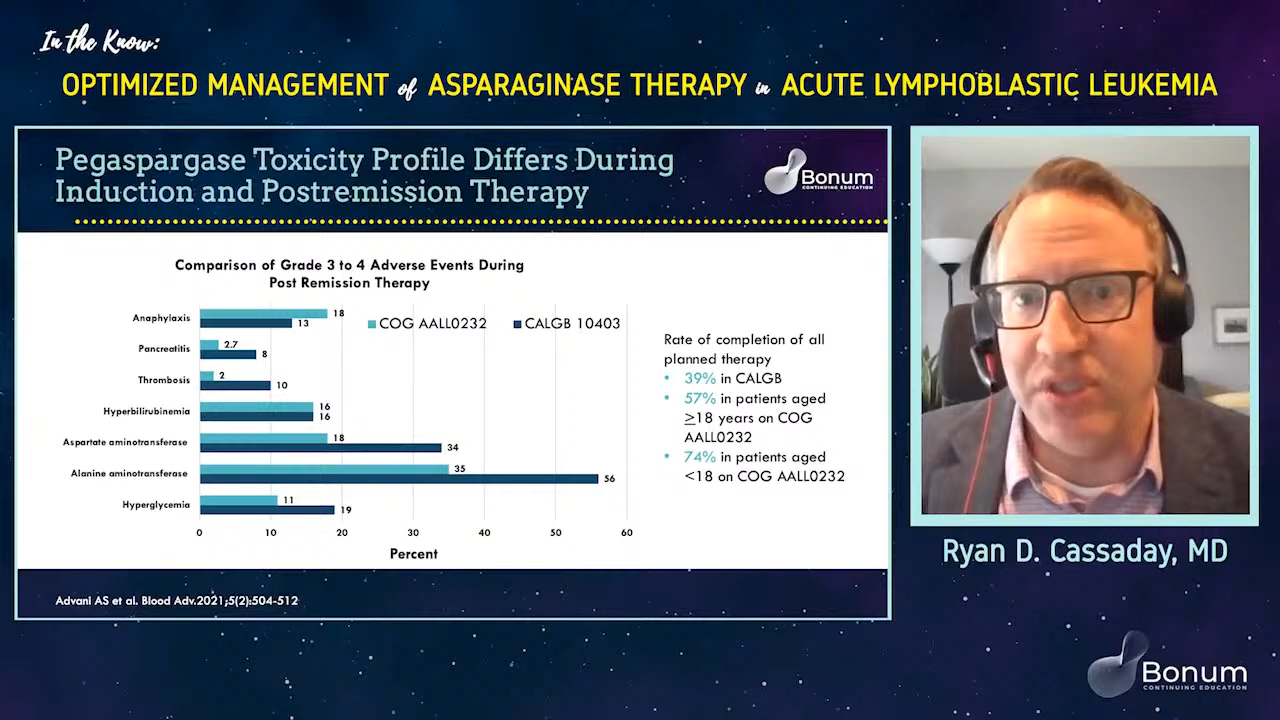 In the Know:
OPTIMIZED MANAGEMENT of ASPARAGINASE THERAPY in ACUTE LYMPHOBLASTIC LEUKEMIA
Pegaspargase Toxicity Profile Differs During
Induction and Postremission Therapy
Bonum
CONTINUING EDUCATION
Comparison of Grade 3 to 4 Adverse Events During
Post Remission Therapy
COG AALL0232 CALGB 10403
Anaphylaxis 18
13
Pancreatitis 2.7
8
Thrombosis 2
10
Hyperbilirubinemia 16
16
Aspartate aminotransferase 18
34
Alanine aminotransferase 35
56
Hyperglycemia 11
19
0 10 20 30 40 50 60
Percent
Rate of completion of all
planned therapy
• 39% in CALGB
• 57% in patients aged
≥18 years on COG
AALL0232
• 74% in patients aged
<18 on COG AALL0232
Advani AS et al. Blood Adv.2021;5(2):504-512
Ryan D. Cassaday, MD
Bonum
CONTINUING EDUCATION